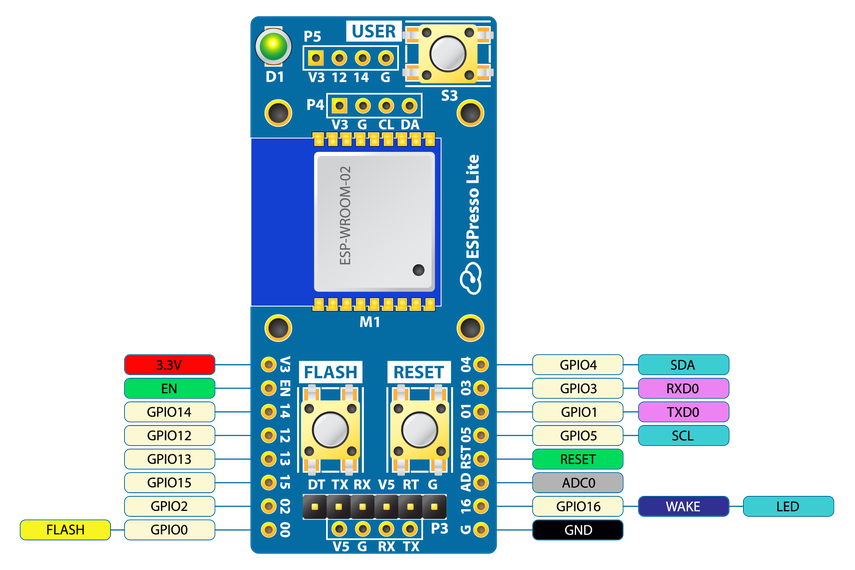 USER
P5
D1
V3 12 14 G
S3
P4
V3 G CL DA
ESP-WROOM-02
ESPresso Lite
M1
FLASH
RESET
3.3V
EN
GPIO14
GPIO12
GPIO13
GPIO15
GPIO2
FLASH GPIO0
V3
EN
14
12
13
15
02
00
04
03
01
05
RST
AD
16
G
GPIO4 SDA
GPIO3 RXD0
GPIO1 TXD0
GPIO5 SCL
RESET
ADC0
GPIO16 WAKE LED
GND
DT TX RX V5 RT G
P3
V5 G RX TX